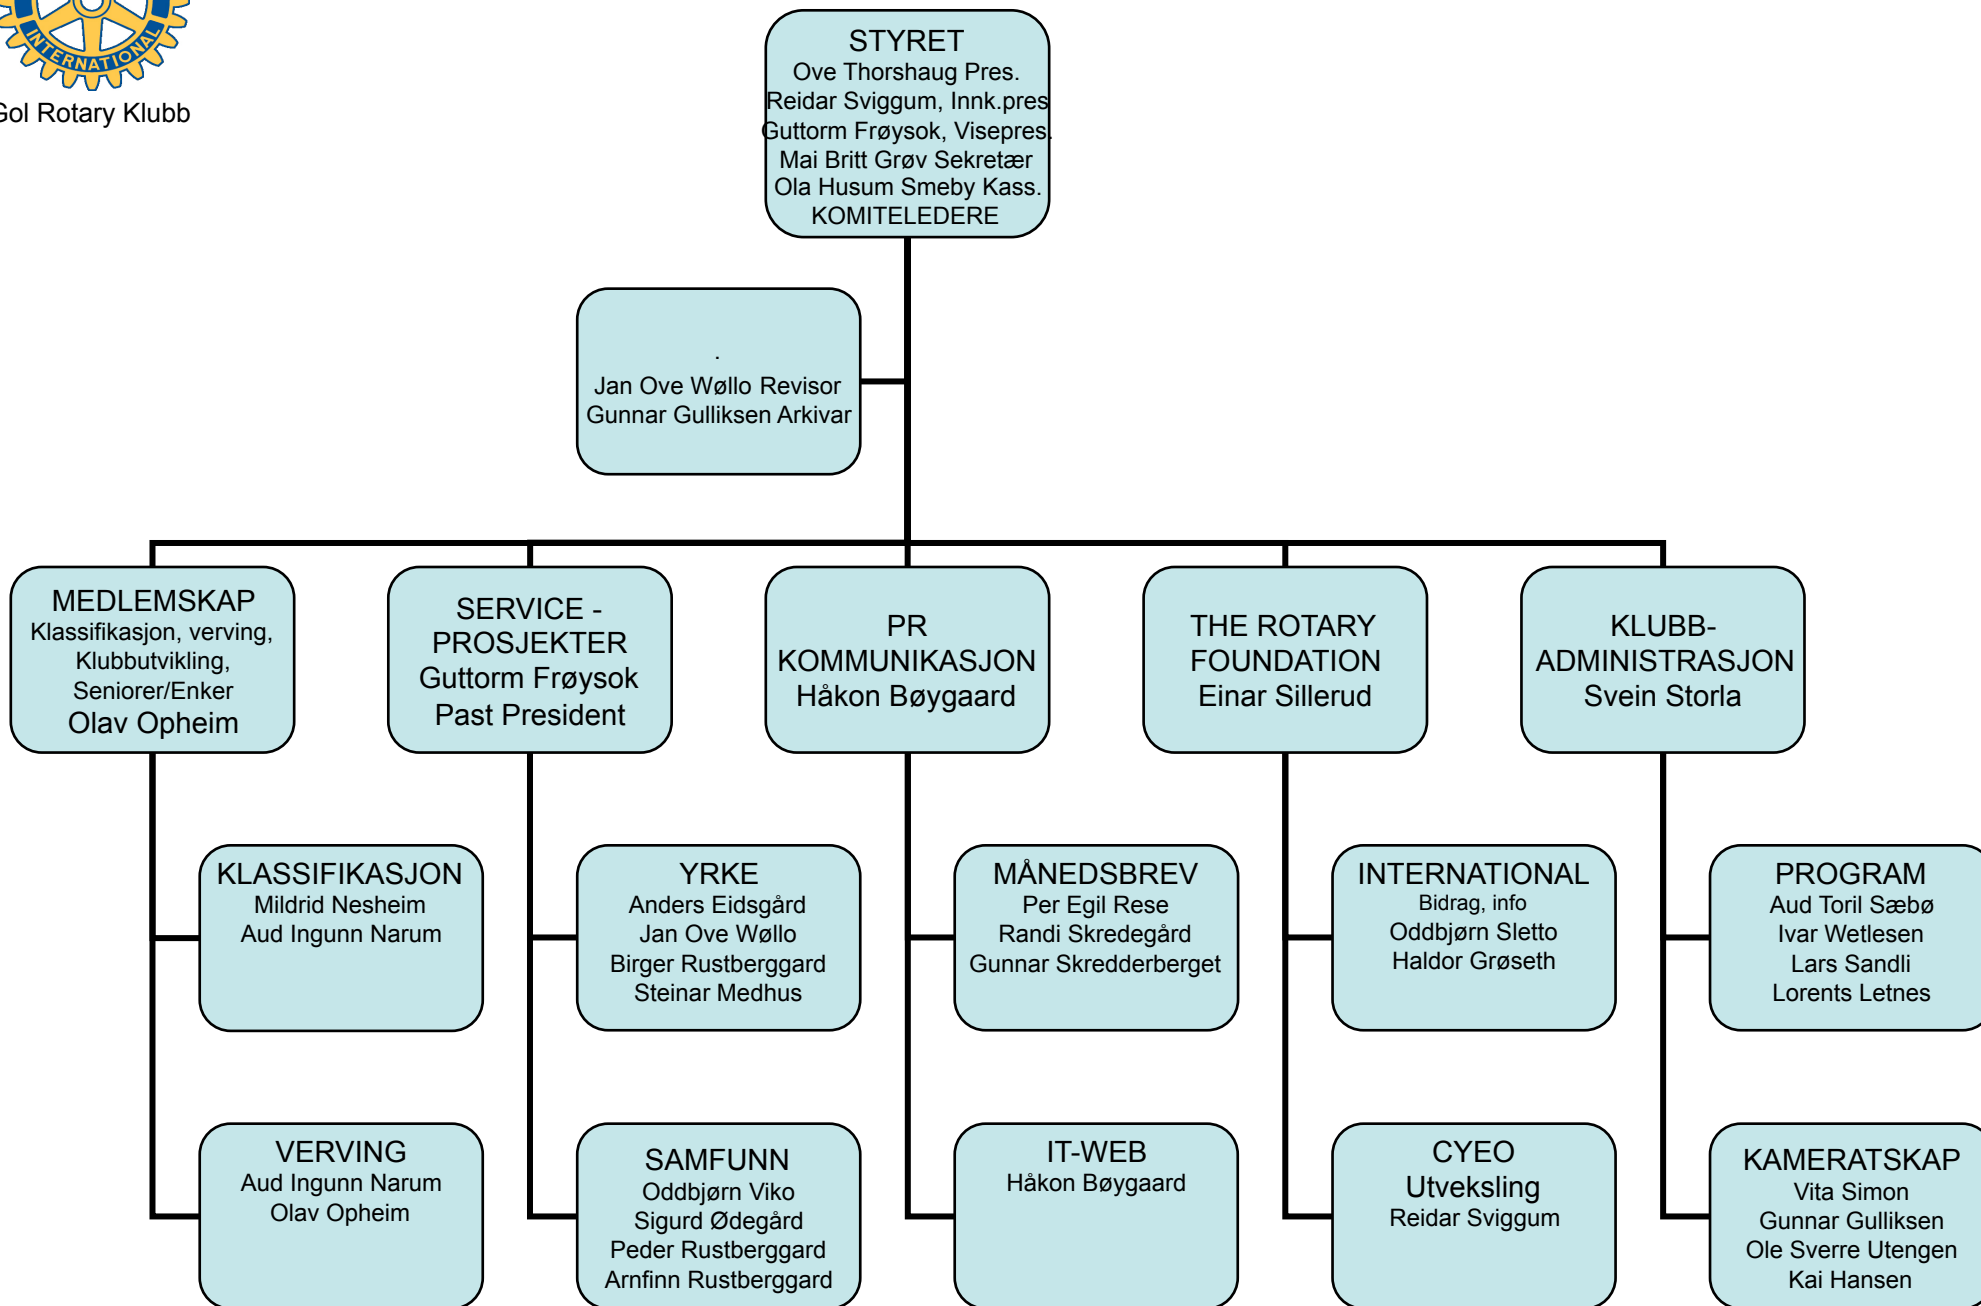 INTERNATIONAL
Gol Rotary Klubb
STYRET
Ove Thorshaug Pres.
Reidar Sviggum, Innk.pres
Guttorm Frøysok, Visepres.
Mai Britt Grøv Sekretær
Ola Husum Smeby Kass.
KOMITELEDERE
.
Jan Ove Wøllo Revisor
Gunnar Gulliksen Arkivar
MEDLEMSKAP
Klassifikasjon, verving,
Klubbutvikling,
Seniorer/Enker
Olav Opheim
SERVICE -
PROSJEKTER
Guttorm Frøysok
Past President
PR
KOMMUNIKASJON
Håkon Bøygaard
THE ROTARY
FOUNDATION
Einar Sillerud
KLUBB-
ADMINISTRASJON
Svein Storla
KLASSIFIKASJON
Mildrid Nesheim
Aud Ingunn Narum
YRKE
Anders Eidsgård
Jan Ove Wøllo
Birger Rustberggard
Steinar Medhus
MÅNEDSBREV
Per Egil Rese
Randi Skredegård
Gunnar Skredderberget
INTERNATIONAL
Bidrag, info
Oddbjørn Sletto
Haldor Grøseth
PROGRAM
Aud Toril Sæbø
Ivar Wetlesen
Lars Sandli
Lorents Letnes
VERVING
Aud Ingunn Narum
Olav Opheim
SAMFUNN
Oddbjørn Viko
Sigurd Ødegård
Peder Rustberggard
Arnfinn Rustberggard
IT-WEB
Håkon Bøygaard
CYEO
Utveksling
Reidar Sviggum
KAMERATSKAP
Vita Simon
Gunnar Gulliksen
Ole Sverre Utengen
Kai Hansen